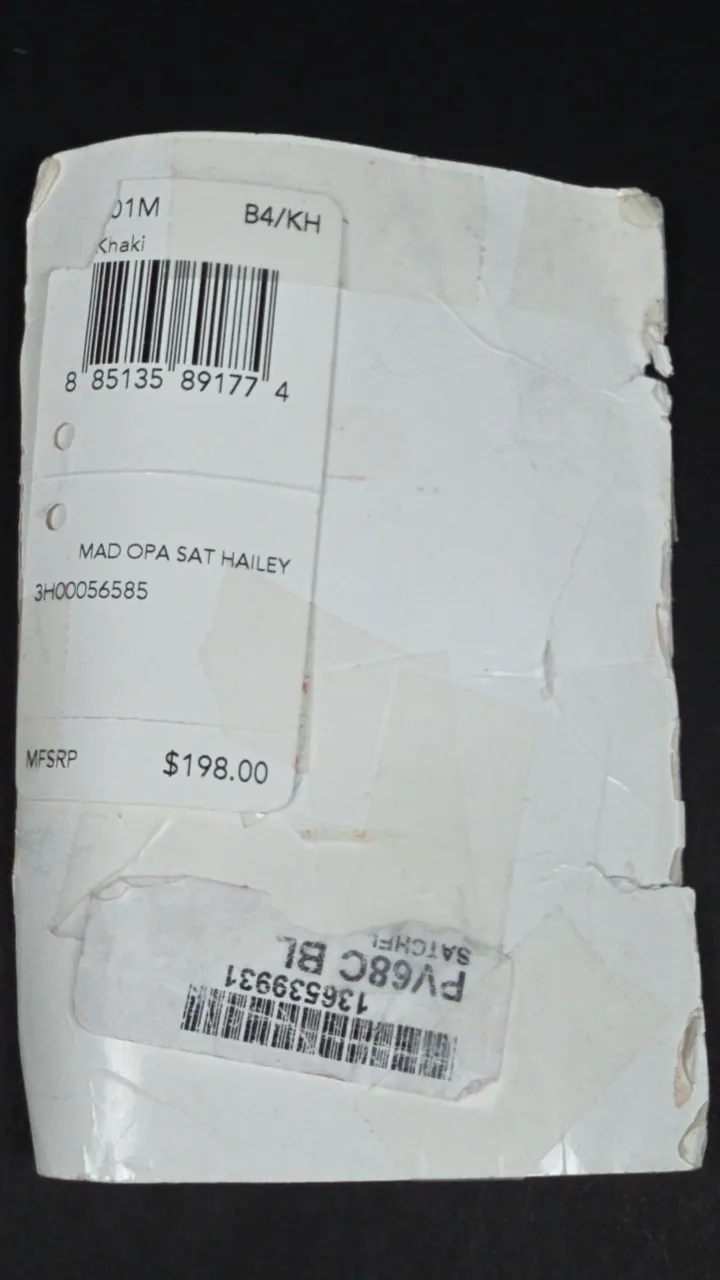 01M B4/KH
Khaki
8 85135 89177 4
MAD OPA SAT HAILEY
3H00056585
MFSRP $198.00
136539931
PV68C BL
SATCHEL